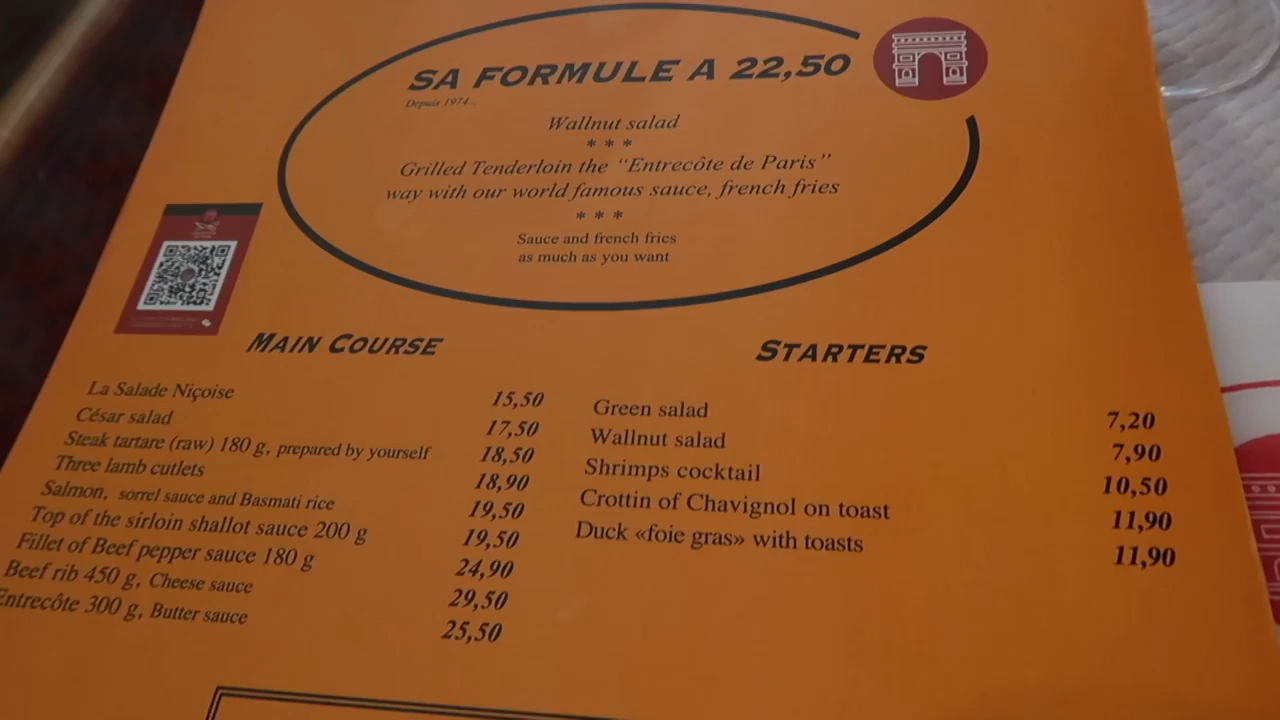 SA FORMULE A 22,50
Depuis 1974...
Wallnut salad
* * *
Grilled Tenderloin the "Entrecôte de Paris"
way with our world famous sauce, french fries
* * *
Sauce and french fries
as much as you want
MAIN COURSE
La Salade Niçoise 15,50
César salad 17,50
Steak tartare (raw) 180 g, prepared by yourself 18,50
Three lamb cutlets 18,90
Salmon, sorrel sauce and Basmati rice 19,50
Top of the sirloin shallot sauce 200 g 19,50
Fillet of Beef pepper sauce 180 g 24,90
Beef rib 450 g, Cheese sauce 29,50
Entrecôte 300 g, Butter sauce 25,50
STARTERS
Green salad 7,20
Wallnut salad 7,90
Shrimps cocktail 10,50
Crottin of Chavignol on toast 11,90
Duck «foie gras» with toasts 11,90